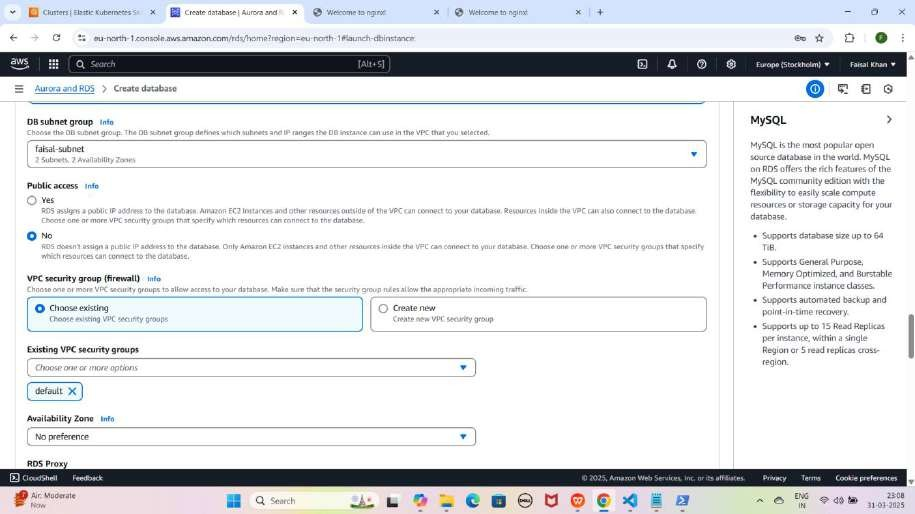 Clusters | Elastic Kubernetes Se
Create database | Aurora and R
Welcome to nginx!
Welcome to nginx!
eu-north-1.console.aws.amazon.com/rds/home?region=eu-north-1#launch-dbinstance:
F
aws
Search
[Alt+S]
Europe (Stockholm)
Faisal Khan
Aurora and RDS
Create database
DB subnet group Info
Choose the DB subnet group. The DB subnet group defines which subnets and IP ranges the DB instance can use in the VPC that you selected.
faisal-subnet
2 Subnets, 2 Availability Zones
Public access Info
Yes
RDS assigns a public IP address to the database. Amazon EC2 instances and other resources outside of the VPC can connect to your database. Resources inside the VPC can also connect to the database.
Choose one or more VPC security groups that specify which resources can connect to the database.
No
RDS doesn't assign a public IP address to the database. Only Amazon EC2 instances and other resources inside the VPC can connect to your database. Choose one or more VPC security groups that specify
which resources can connect to the database.
VPC security group (firewall) Info
Choose one or more VPC security groups to allow access to your database. Make sure that the security group rules allow the appropriate incoming traffic.
Choose existing
Choose existing VPC security groups
Create new
Create new VPC security group
Existing VPC security groups
Choose one or more options
default
Availability Zone Info
No preference
RDS Proxy
MySQL
MySQL is the most popular open
source database in the world. MySQL
on RDS offers the rich features of the
MySQL community edition with the
flexibility to easily scale compute
resources or storage capacity for your
database.
• Supports database size up to 64
TiB.
• Supports General Purpose,
Memory Optimized, and Burstable
Performance instance classes.
• Supports automated backup and
point-in-time recovery.
• Supports up to 15 Read Replicas
per instance, within a single
Region or 5 read replicas cross-
region.
CloudShell
Feedback
© 2025, Amazon Web Services, Inc. or its affiliates.
Privacy
Terms
Cookie preferences
Air: Moderate
Now
Search
DELL
ENG
IN
23:08
31-03-2025